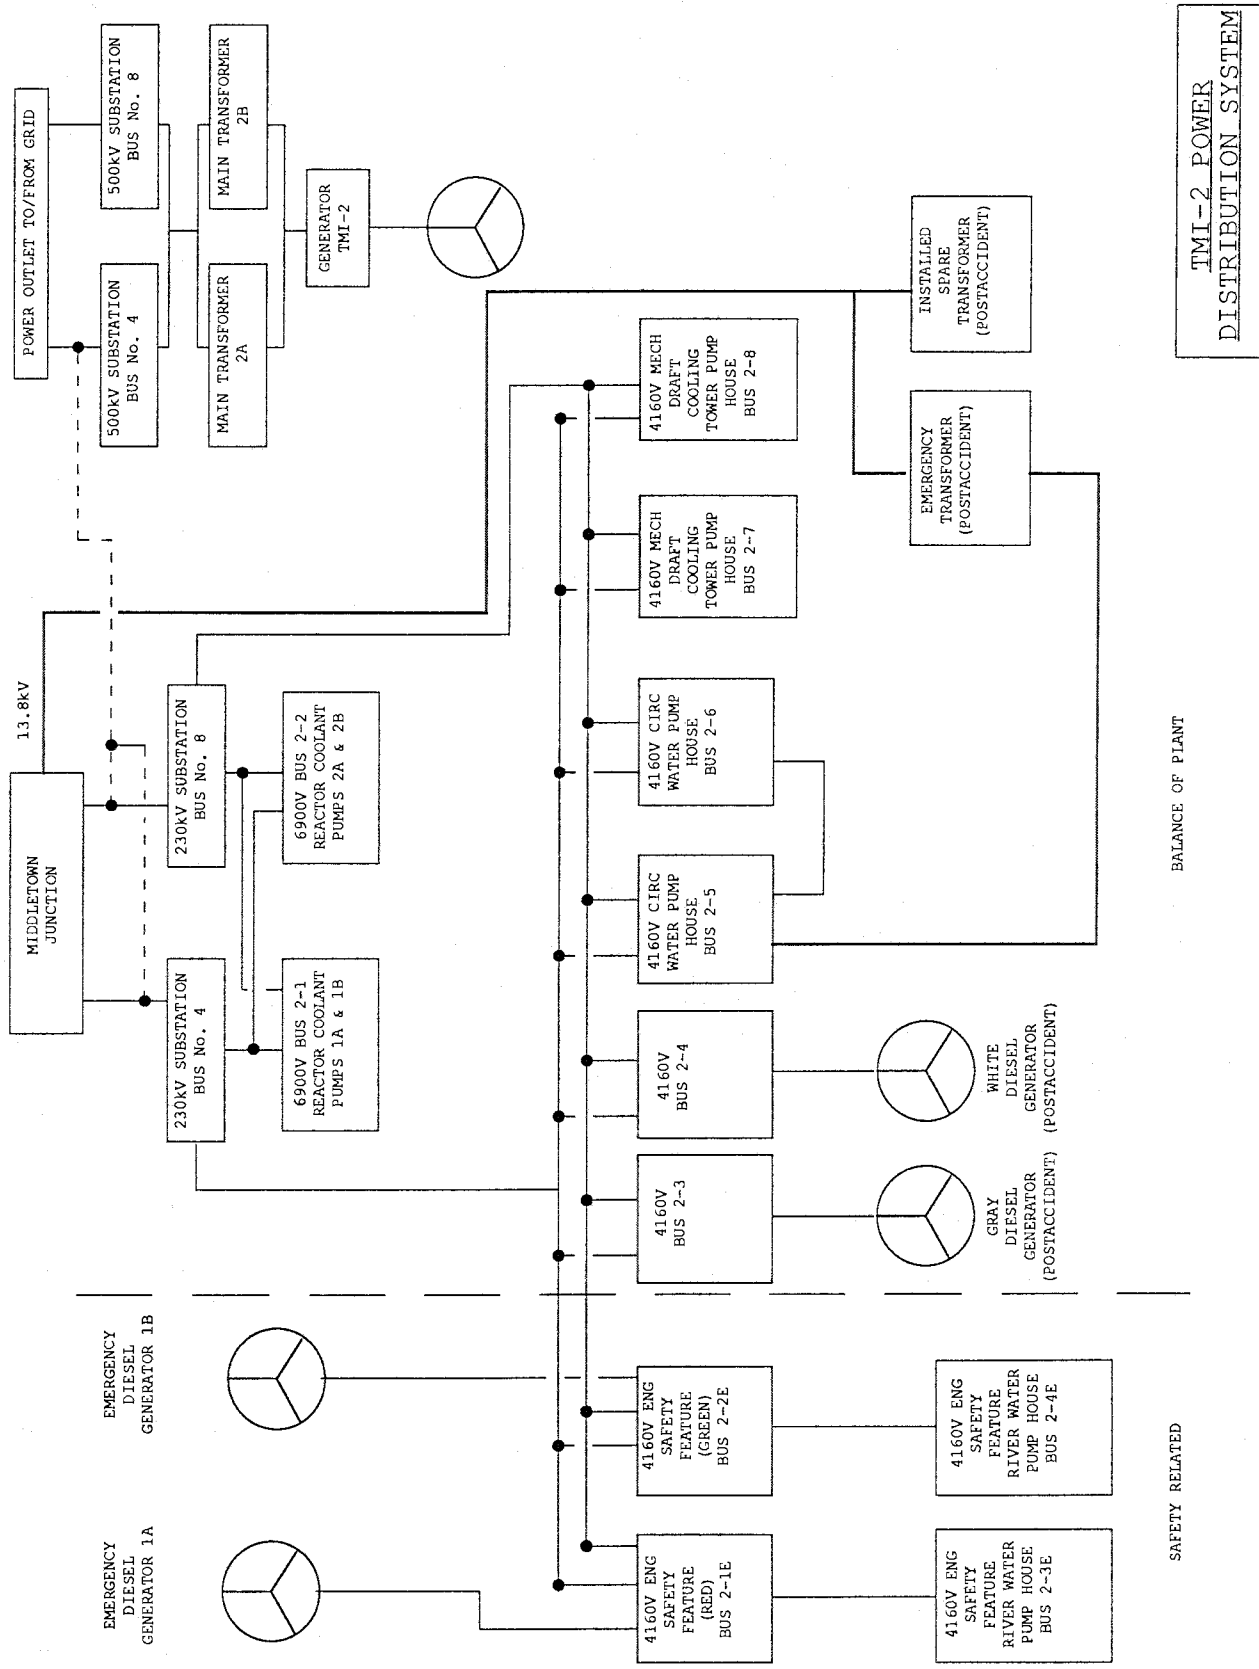 EMERGENCY
DIESEL
GENERATOR 1A
EMERGENCY
DIESEL
GENERATOR 1B
MIDDLETOWN
JUNCTION
13.8kV
POWER OUTLET TO/FROM GRID
230kV SUBSTATION
BUS No. 4
230kV SUBSTATION
BUS No. 8
500kV SUBSTATION
BUS No. 4
500kV SUBSTATION
BUS No. 8
6900V BUS 2-1
REACTOR COOLANT
PUMPS 1A & 1B
6900V BUS 2-2
REACTOR COOLANT
PUMPS 2A & 2B
MAIN TRANSFORMER
2A
MAIN TRANSFORMER
2B
GENERATOR
TMI-2
4160V ENG
SAFETY
FEATURE
(RED)
BUS 2-1E
4160V ENG
SAFETY
FEATURE
(GREEN)
BUS 2-2E
4160V
BUS 2-3
4160V
BUS 2-4
4160V CIRC
WATER PUMP
HOUSE
BUS 2-5
4160V CIRC
WATER PUMP
HOUSE
BUS 2-6
4160V MECH
DRAFT
COOLING
TOWER PUMP
HOUSE
BUS 2-7
4160V MECH
DRAFT
COOLING
TOWER PUMP
HOUSE
BUS 2-8
4160V ENG
SAFETY
FEATURE
RIVER WATER
PUMP HOUSE
BUS 2-3E
4160V ENG
SAFETY
FEATURE
RIVER WATER
PUMP HOUSE
BUS 2-4E
GRAY
DIESEL
GENERATOR
(POSTACCIDENT)
WHITE
DIESEL
GENERATOR
(POSTACCIDENT)
EMERGENCY
TRANSFORMER
(POSTACCIDENT)
INSTALLED
SPARE
TRANSFORMER
(POSTACCIDENT)
SAFETY RELATED
BALANCE OF PLANT
TMI-2 POWER
DISTRIBUTION SYSTEM